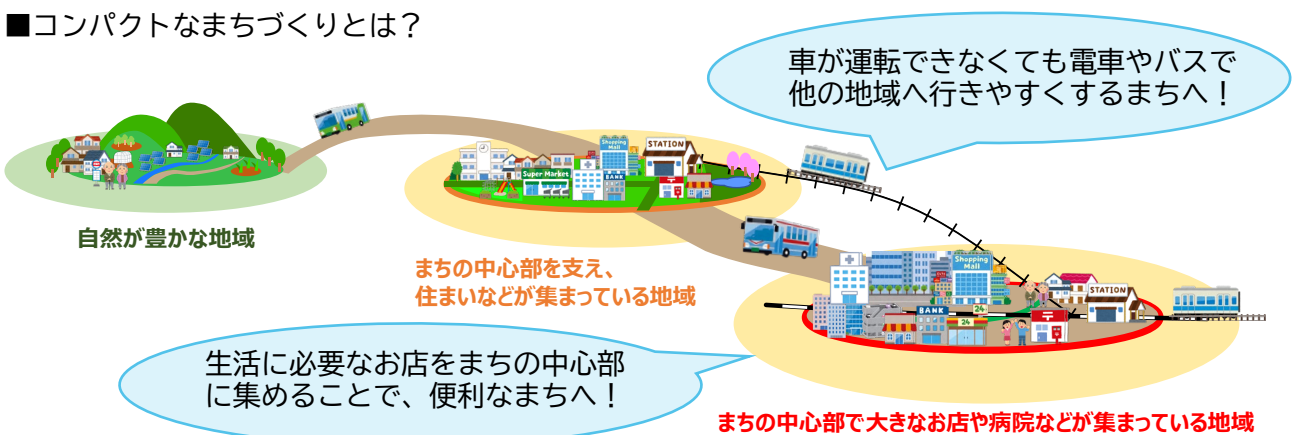 ■コンパクトなまちづくりとは？
車が運転できなくても電車やバスで
他の地域へ行きやすくするまちへ！
自然が豊かな地域
Shopping
Mall
STATION
Super Market
BANK
まちの中心部を支え、
住まいなどが集まっている地域
Shopping
Mall
STATION
BANK
24
24
生活に必要なお店をまちの中心部
に集めることで、便利なまちへ！
まちの中心部で大きなお店や病院などが集まっている地域